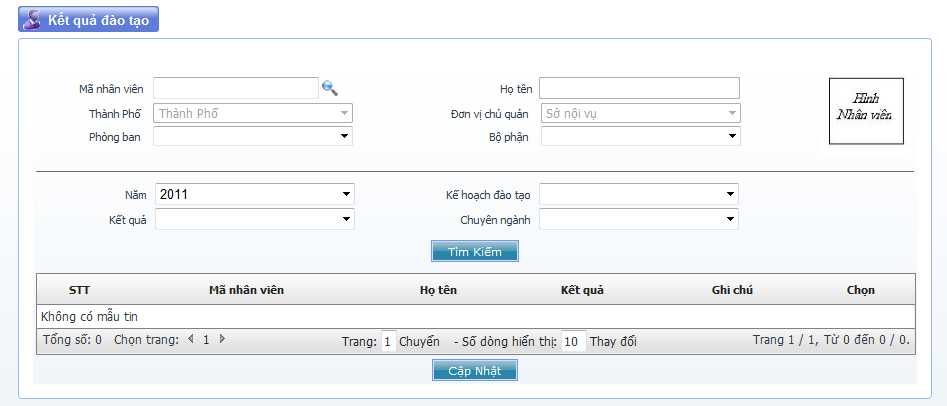 Kết quả đào tạo
Mã nhân viên Họ tên Hình
Nhân viên
Thành Phố Thành Phố Đơn vị chủ quản Sở nội vụ
Phòng ban Bộ phận
Năm 2011 Kế hoạch đào tạo
Kết quả Chuyên ngành
Tìm Kiếm
STT Mã nhân viên Họ tên Kết quả Ghi chú Chọn
Không có mẫu tin
Tổng số: 0 Chọn trang: 1 Trang: 1 Chuyển - Số dòng hiển thị: 10 Thay đổi Trang 1 / 1, Từ 0 đến 0 / 0.
Cập Nhật